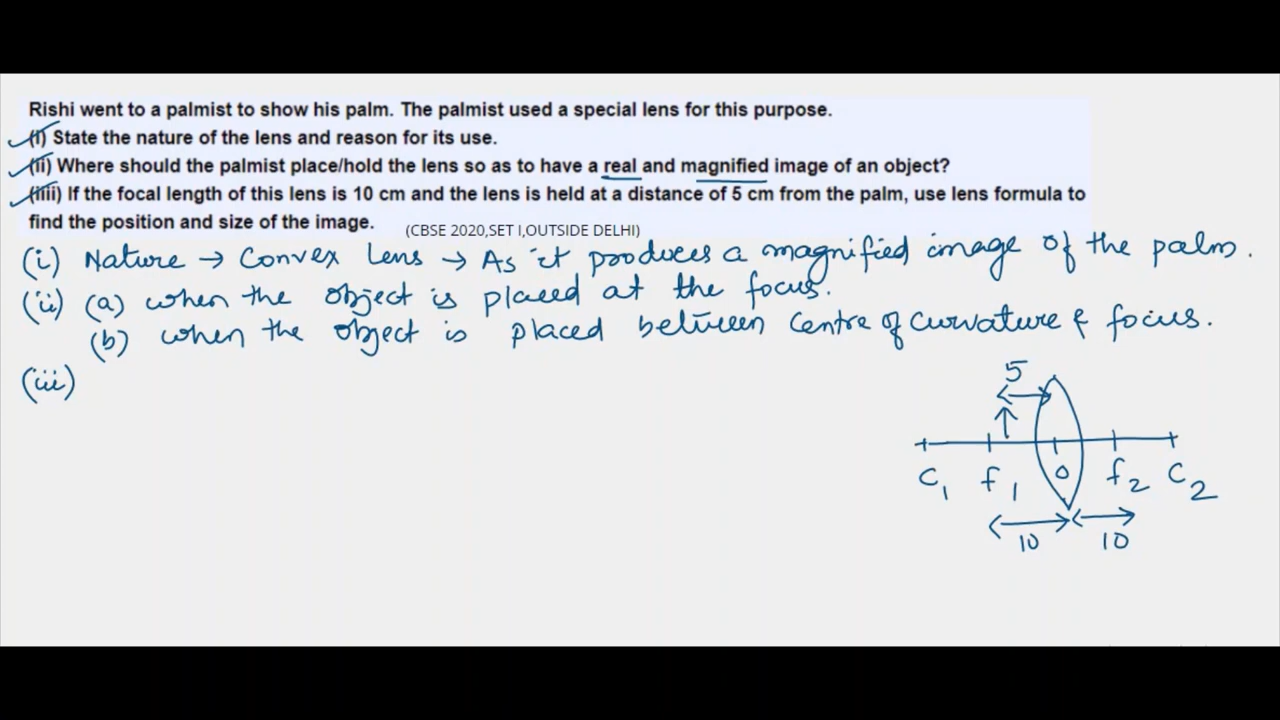 Rishi went to a palmist to show his palm. The palmist used a special lens for this purpose.
(i) State the nature of the lens and reason for its use.
(ii) Where should the palmist place/hold the lens so as to have a real and magnified image of an object?
(iii) If the focal length of this lens is 10 cm and the lens is held at a distance of 5 cm from the palm, use lens formula to
find the position and size of the image.
(CBSE 2020,SET I,OUTSIDE DELHI)
(i) Nature → Convex lens → As it produces a magnified image of the palm.
(ii) (a) when the object is placed at the focus.
(b) when the object is placed between Centre of Curvature & focus.
(iii)
5
C1 f1 O f2 C2
10 10